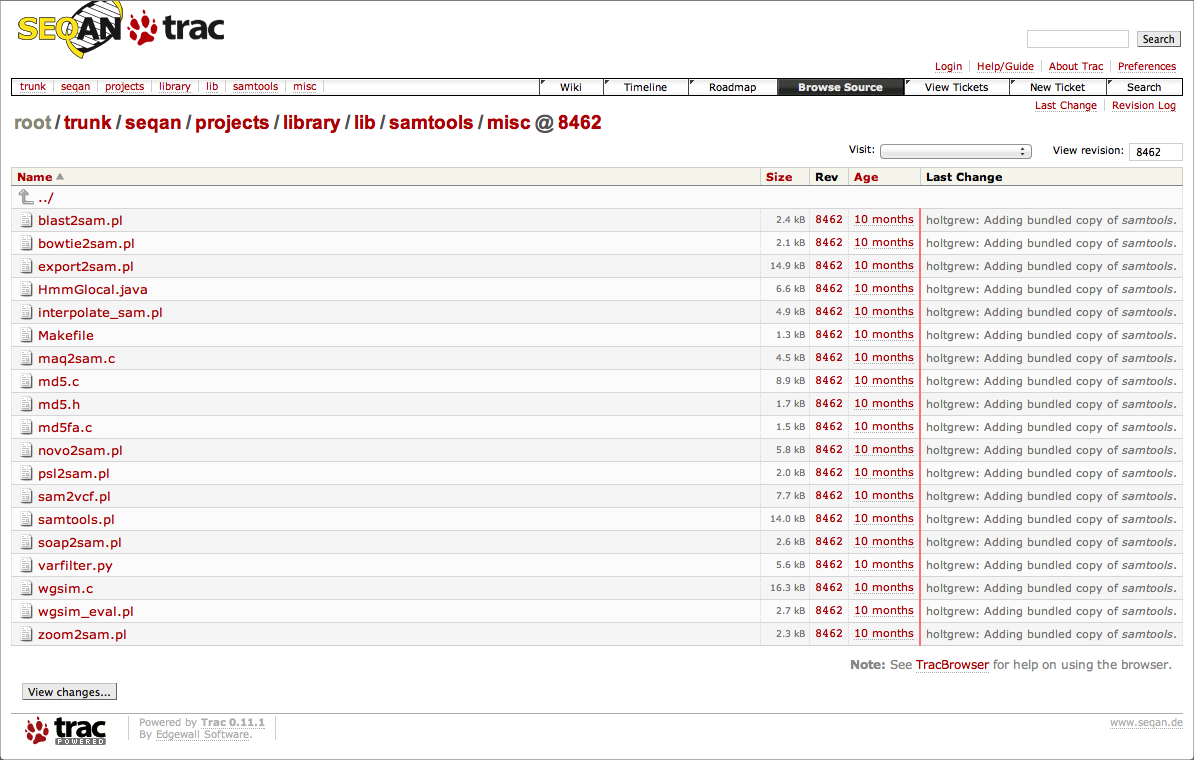 SEQAN trac
Search
Login Help/Guide About Trac Preferences
trunk seqan projects library lib samtools misc Wiki Timeline Roadmap Browse Source View Tickets New Ticket Search
Last Change Revision Log
root / trunk / seqan / projects / library / lib / samtools / misc @ 8462
Visit: View revision: 8462
Name Size Rev Age Last Change
../
blast2sam.pl 2.4 kB 8462 10 months holtgrew: Adding bundled copy of samtools.
bowtie2sam.pl 2.1 kB 8462 10 months holtgrew: Adding bundled copy of samtools.
export2sam.pl 14.9 kB 8462 10 months holtgrew: Adding bundled copy of samtools.
HmmGlocal.java 6.6 kB 8462 10 months holtgrew: Adding bundled copy of samtools.
interpolate_sam.pl 4.9 kB 8462 10 months holtgrew: Adding bundled copy of samtools.
Makefile 1.3 kB 8462 10 months holtgrew: Adding bundled copy of samtools.
maq2sam.c 4.5 kB 8462 10 months holtgrew: Adding bundled copy of samtools.
md5.c 8.9 kB 8462 10 months holtgrew: Adding bundled copy of samtools.
md5.h 1.7 kB 8462 10 months holtgrew: Adding bundled copy of samtools.
md5fa.c 1.5 kB 8462 10 months holtgrew: Adding bundled copy of samtools.
novo2sam.pl 5.8 kB 8462 10 months holtgrew: Adding bundled copy of samtools.
psl2sam.pl 2.0 kB 8462 10 months holtgrew: Adding bundled copy of samtools.
sam2vcf.pl 7.7 kB 8462 10 months holtgrew: Adding bundled copy of samtools.
samtools.pl 14.0 kB 8462 10 months holtgrew: Adding bundled copy of samtools.
soap2sam.pl 2.6 kB 8462 10 months holtgrew: Adding bundled copy of samtools.
varfilter.py 5.6 kB 8462 10 months holtgrew: Adding bundled copy of samtools.
wgsim.c 16.3 kB 8462 10 months holtgrew: Adding bundled copy of samtools.
wgsim_eval.pl 2.7 kB 8462 10 months holtgrew: Adding bundled copy of samtools.
zoom2sam.pl 2.3 kB 8462 10 months holtgrew: Adding bundled copy of samtools.
Note: See TracBrowser for help on using the browser.
View changes...
trac POWERED
Powered by Trac 0.11.1
By Edgewall Software.
www.seqan.de